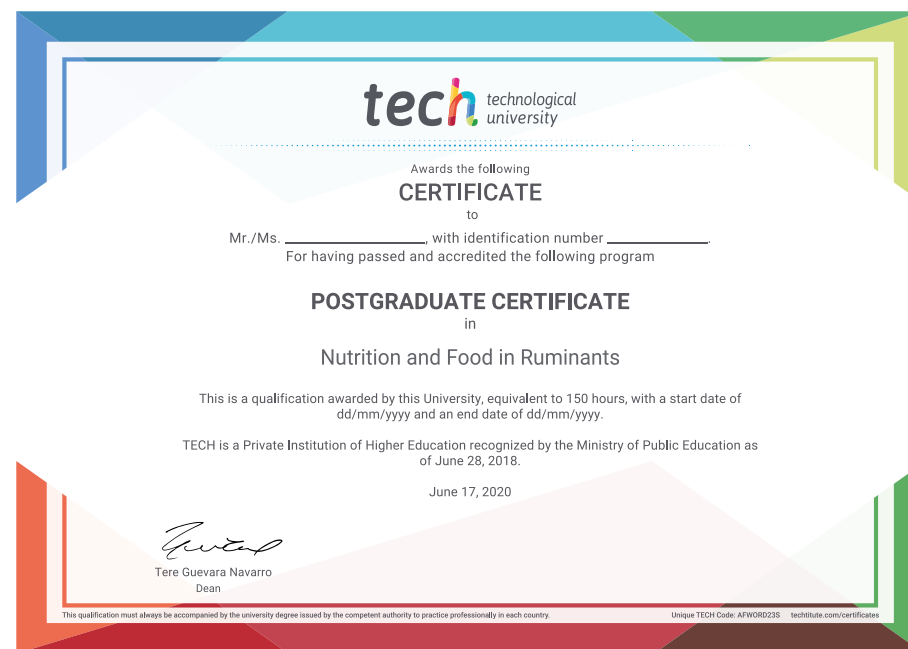 tech technological
university
Awards the following
CERTIFICATE
to
Mr./Ms. ____________________, with identification number ______________.
For having passed and accredited the following program
POSTGRADUATE CERTIFICATE
in
Nutrition and Food in Ruminants
This is a qualification awarded by this University, equivalent to 150 hours, with a start date of
dd/mm/yyyy and an end date of dd/mm/yyyy.
TECH is a Private Institution of Higher Education recognized by the Ministry of Public Education as
of June 28, 2018.
June 17, 2020
Tere Guevara Navarro
Dean
This qualification must always be accompanied by the university degree issued by the competent authority to practice professionally in each country. Unique TECH Code: AFWORD23S techtitute.com/certificates